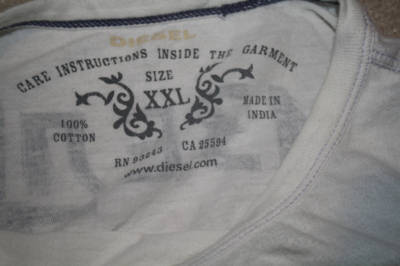 DIESEL
CARE INSTRUCTIONS INSIDE THE GARMENT
SIZE
XXL
100%
COTTON
MADE IN
INDIA
RN 93243 CA 25594
www.diesel.com